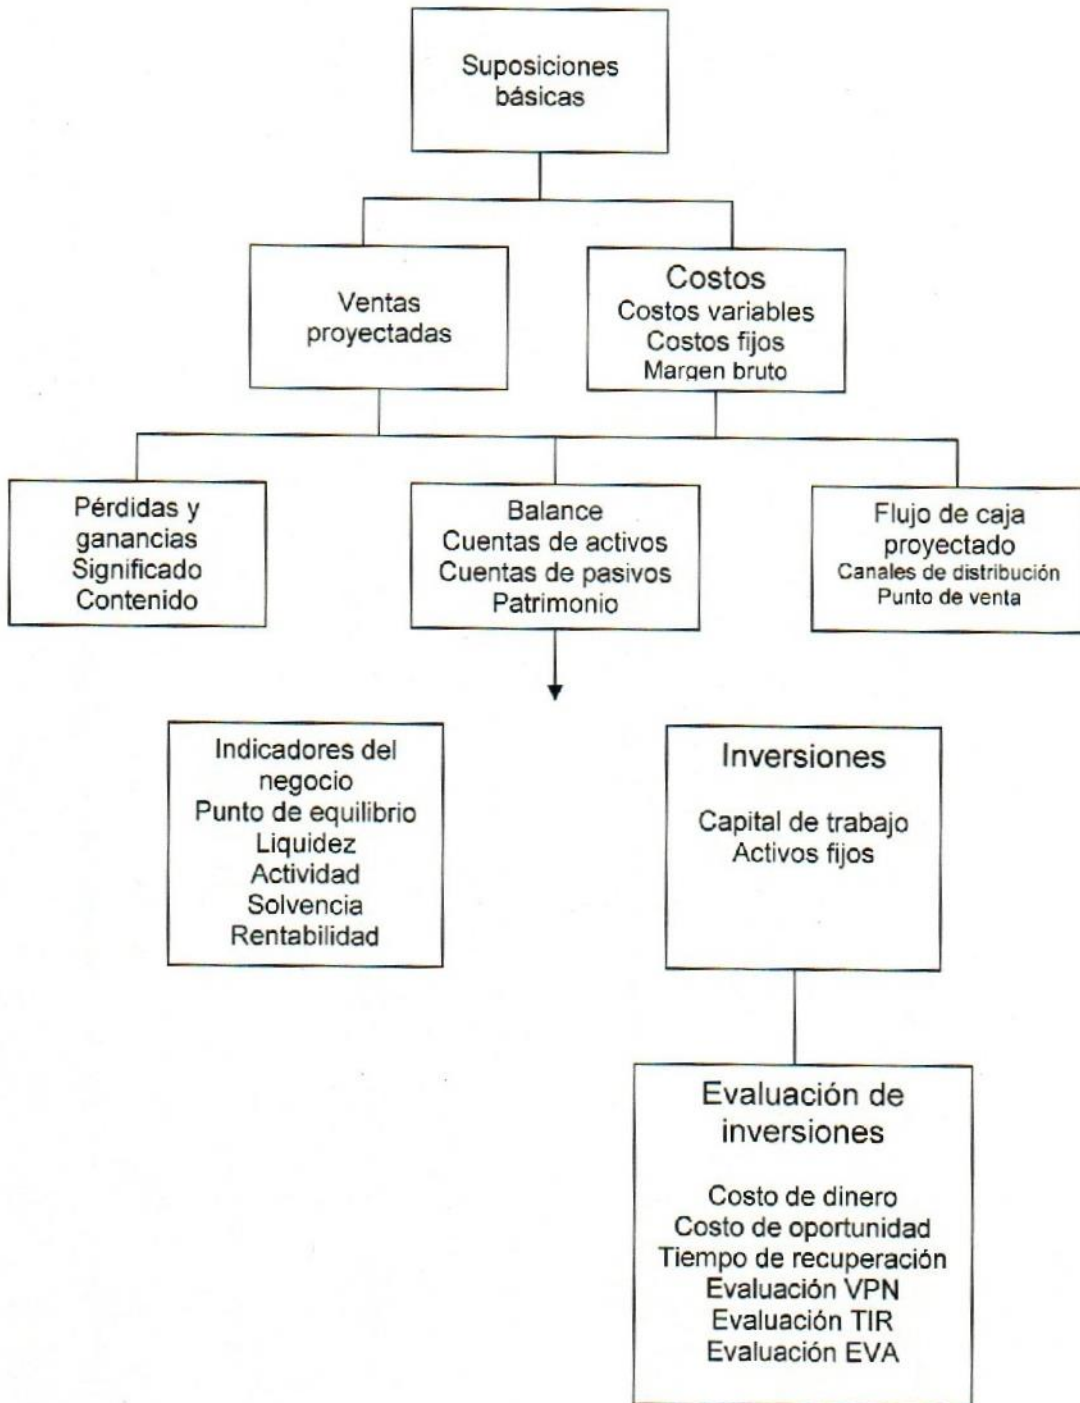 Suposiciones
básicas
Ventas
proyectadas
Costos
Costos variables
Costos fijos
Margen bruto
Pérdidas y
ganancias
Significado
Contenido
Balance
Cuentas de activos
Cuentas de pasivos
Patrimonio
Flujo de caja
proyectado
Canales de distribución
Punto de venta
Indicadores del
negocio
Punto de equilibrio
Liquidez
Actividad
Solvencia
Rentabilidad
Inversiones
Capital de trabajo
Activos fijos
Evaluación de
inversiones
Costo de dinero
Costo de oportunidad
Tiempo de recuperación
Evaluación VPN
Evaluación TIR
Evaluación EVA